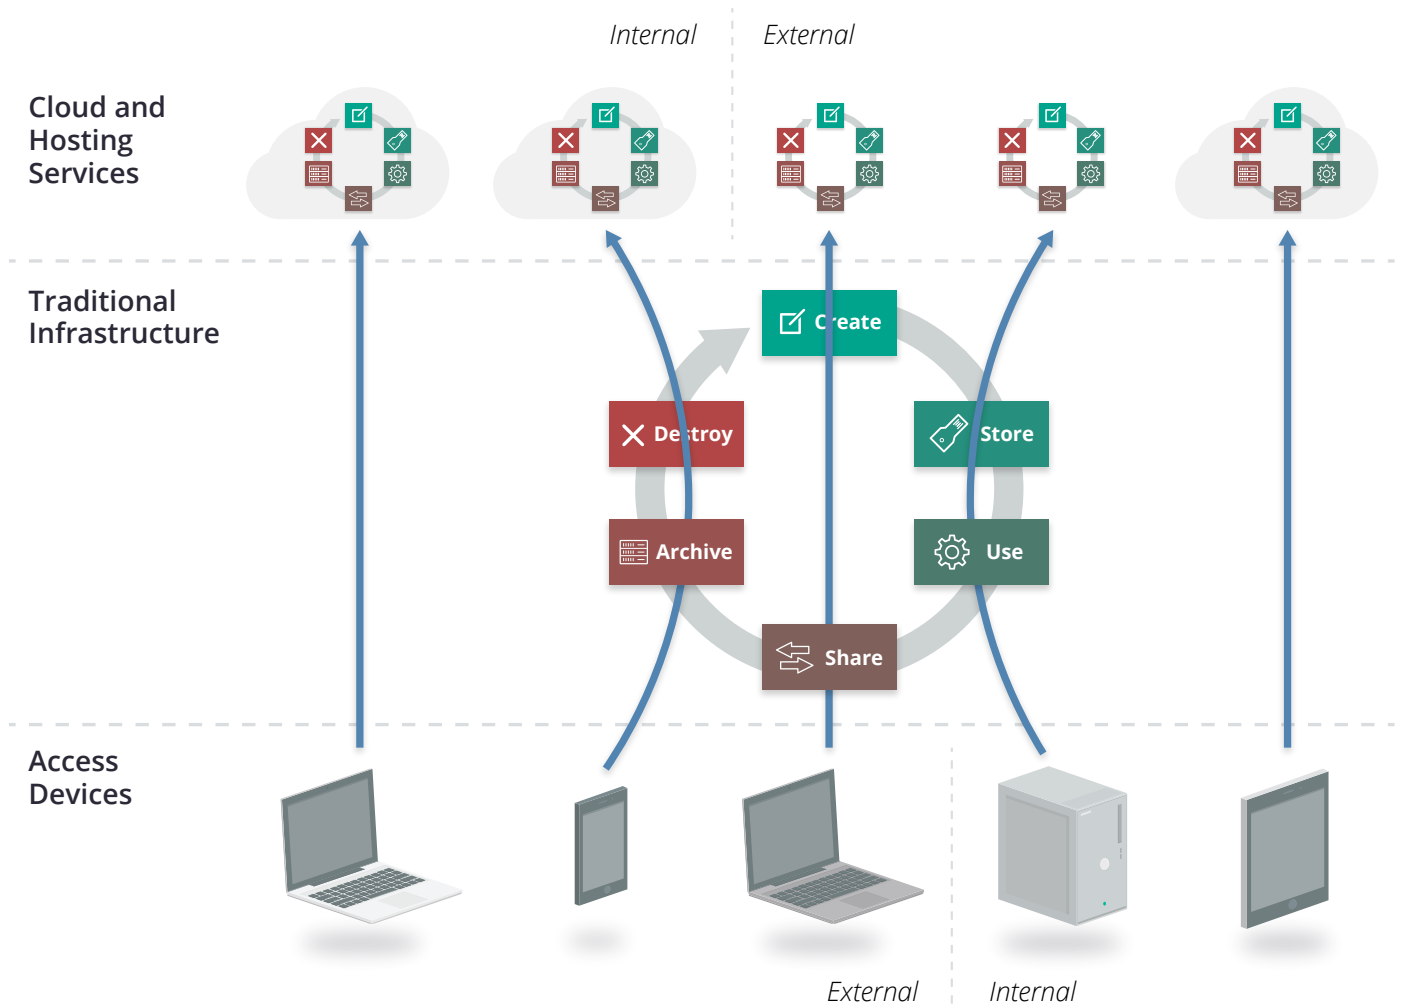 Internal
External
Cloud and
Hosting
Services
Traditional
Infrastructure
Create
Destroy
Store
Archive
Use
Share
Access
Devices
External
Internal